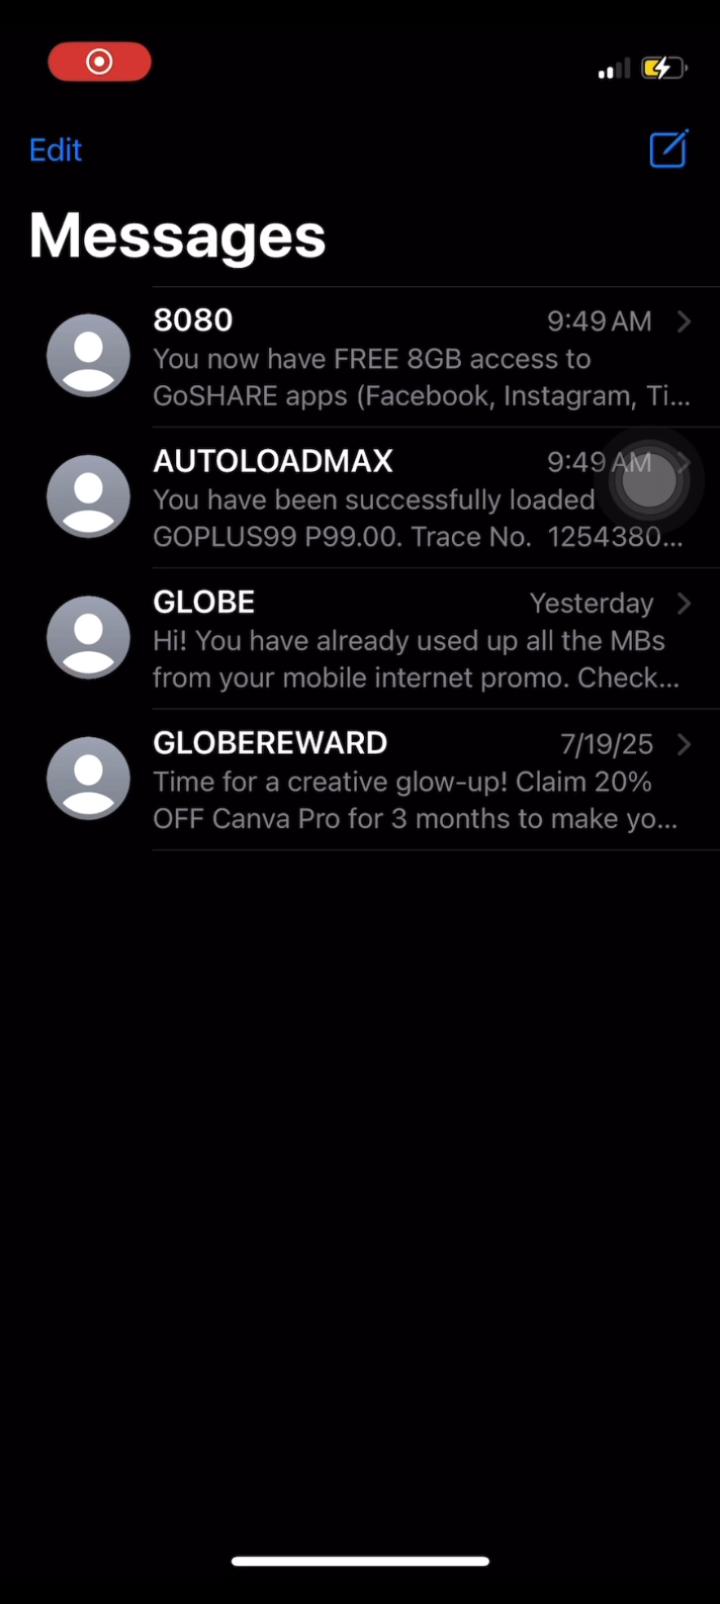 Edit
Messages
8080 9:49 AM
You now have FREE 8GB access to
GoSHARE apps (Facebook, Instagram, Ti...
AUTOLOADMAX 9:49 AM
You have been successfully loaded
GOPLUS99 P99.00. Trace No. 1254380...
GLOBE Yesterday
Hi! You have already used up all the MBs
from your mobile internet promo. Check...
GLOBEREWARD 7/19/25
Time for a creative glow-up! Claim 20%
OFF Canva Pro for 3 months to make yo...